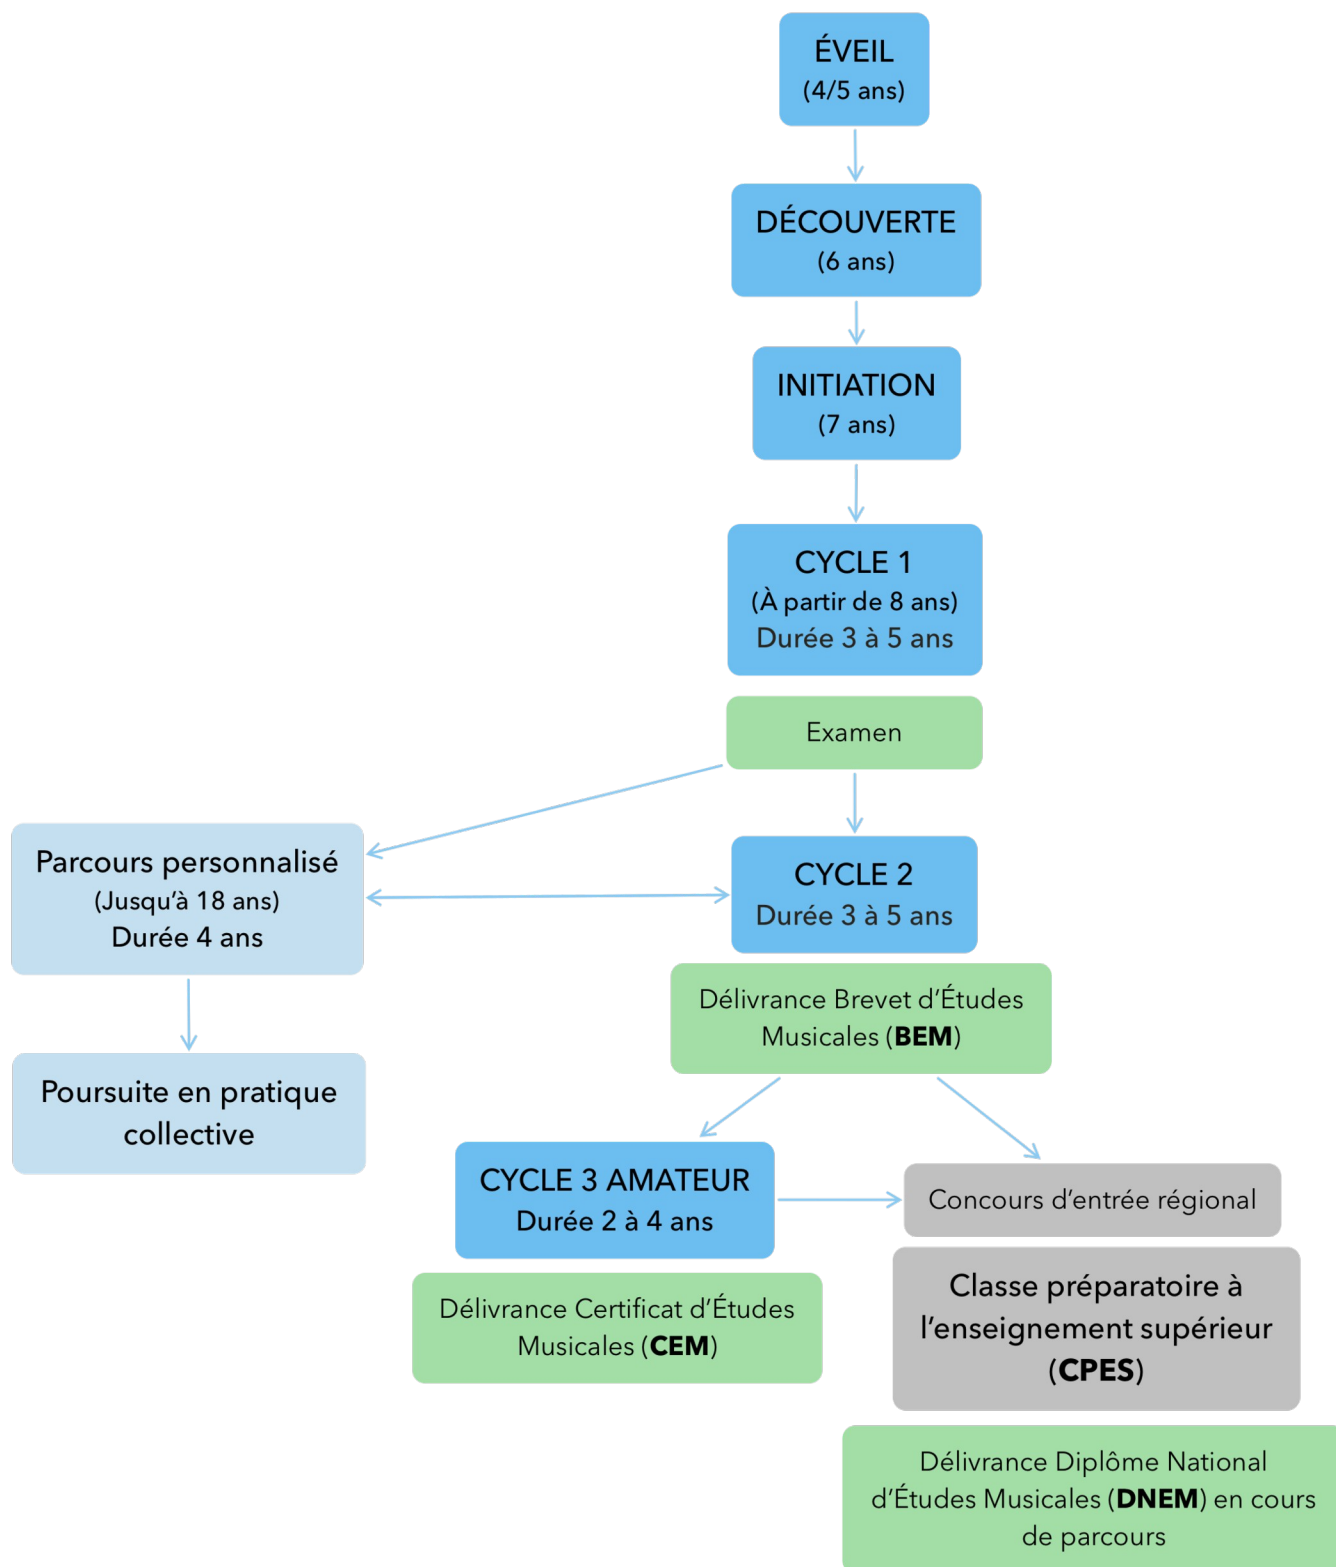 ÉVEIL
(4/5 ans)
DÉCOUVERTE
(6 ans)
INITIATION
(7 ans)
CYCLE 1
(À partir de 8 ans)
Durée 3 à 5 ans
Examen
Parcours personnalisé
(Jusqu'à 18 ans)
Durée 4 ans
CYCLE 2
Durée 3 à 5 ans
Délivrance Brevet d'Études
Musicales (BEM)
Poursuite en pratique
collective
CYCLE 3 AMATEUR
Durée 2 à 4 ans
Concours d'entrée régional
Délivrance Certificat d'Études
Musicales (CEM)
Classe préparatoire à
l'enseignement supérieur
(CPES)
Délivrance Diplôme National
d'Études Musicales (DNEM) en cours
de parcours